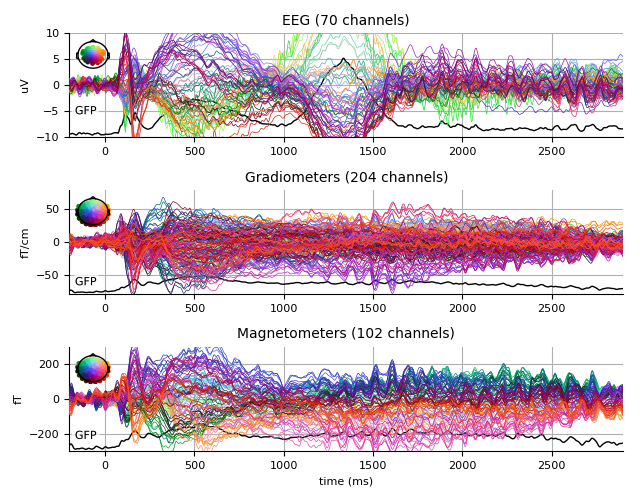 EEG (70 channels)
10
5
0
−5
−10
uV
GFP
0 500 1000 1500 2000 2500
Gradiometers (204 channels)
50
0
−50
fT/cm
GFP
0 500 1000 1500 2000 2500
Magnetometers (102 channels)
200
0
−200
fT
GFP
0 500 1000 1500 2000 2500
time (ms)